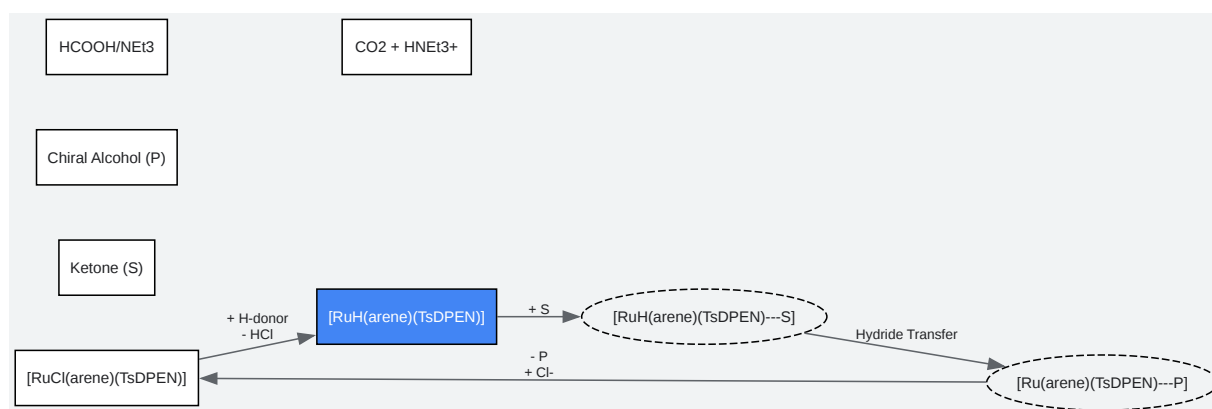 HCOOH/NEt3
CO2 + HNEt3+
Chiral Alcohol (P)
Ketone (S)
+ H-donor
- HCl
[RuH(arene)(TsDPEN)]
+ S
[RuH(arene)(TsDPEN)---S]
Hydride Transfer
- P
+ Cl-
[RuCl(arene)(TsDPEN)]
[Ru(arene)(TsDPEN)---P]